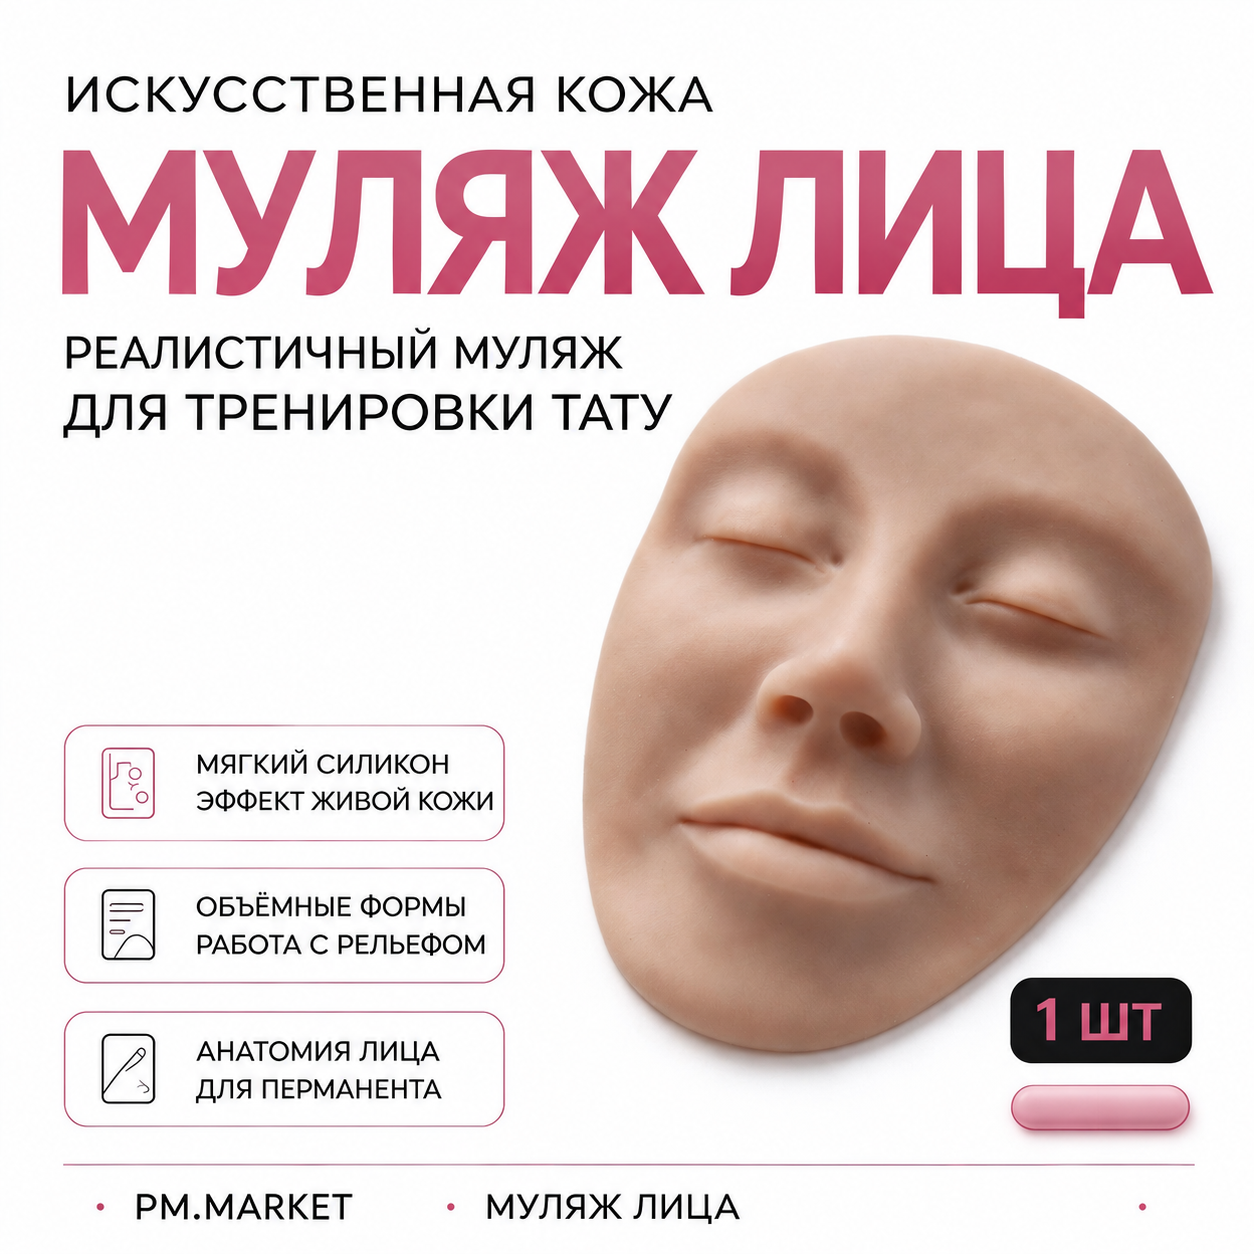 ИСКУССТВЕННАЯ КОЖА
МУЛЯЖ ЛИЦА
РЕАЛИСТИЧНЫЙ МУЛЯЖ
ДЛЯ ТРЕНИРОВКИ ТАТУ
МЯГКИЙ СИЛИКОН
ЭФФЕКТ ЖИВОЙ КОЖИ
ОБЪЁМНЫЕ ФОРМЫ
РАБОТА С РЕЛЬЕФОМ
АНАТОМИЯ ЛИЦА
ДЛЯ ПЕРМАНЕНТА
1 ШТ
• PM.MARKET • МУЛЯЖ ЛИЦА •